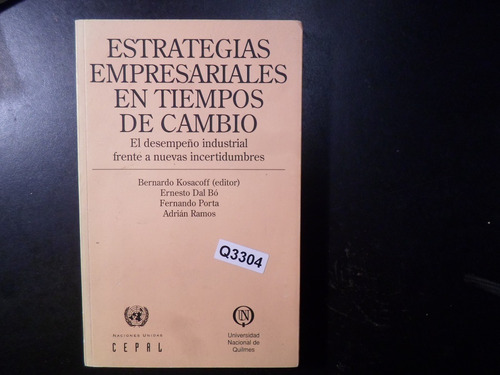 ESTRATEGIAS
EMPRESARIALES
EN TIEMPOS
DE CAMBIO
El desempeño industrial
frente a nuevas incertidumbres
Bernardo Kosacoff (editor)
Ernesto Dal Bó
Fernando Porta
Adrián Ramos
Q3304
NACIONES UNIDAS
CEPAL
Universidad
Nacional de
Quilmes